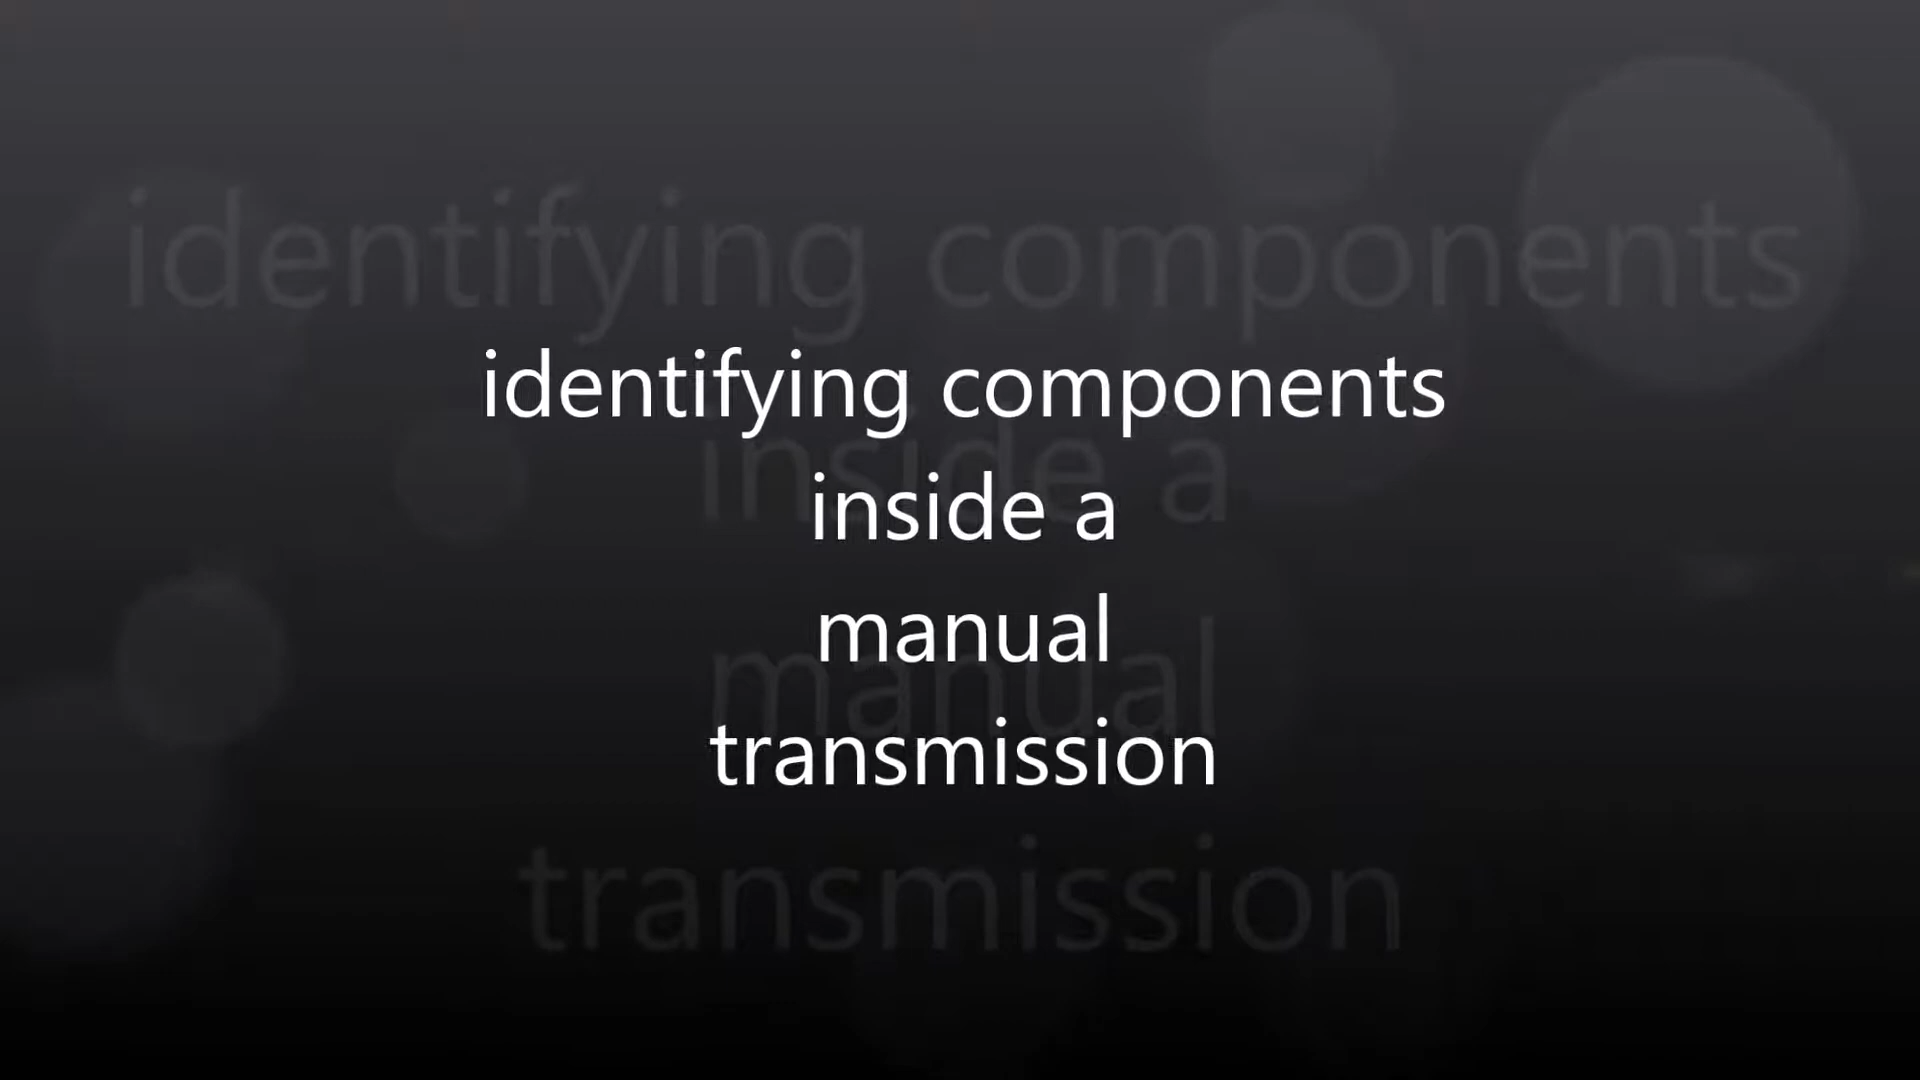 identifying components
inside a
manual
transmission